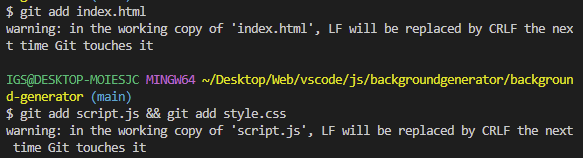 $ git add index.html
warning: in the working copy of 'index.html', LF will be replaced by CRLF the nex
t time Git touches it
IGS@DESKTOP-MOIESJC MINGW64 ~/Desktop/Web/vscode/js/backgroundgenerator/backgroun
d-generator (main)
$ git add script.js && git add style.css
warning: in the working copy of 'script.js', LF will be replaced by CRLF the next
 time Git touches it